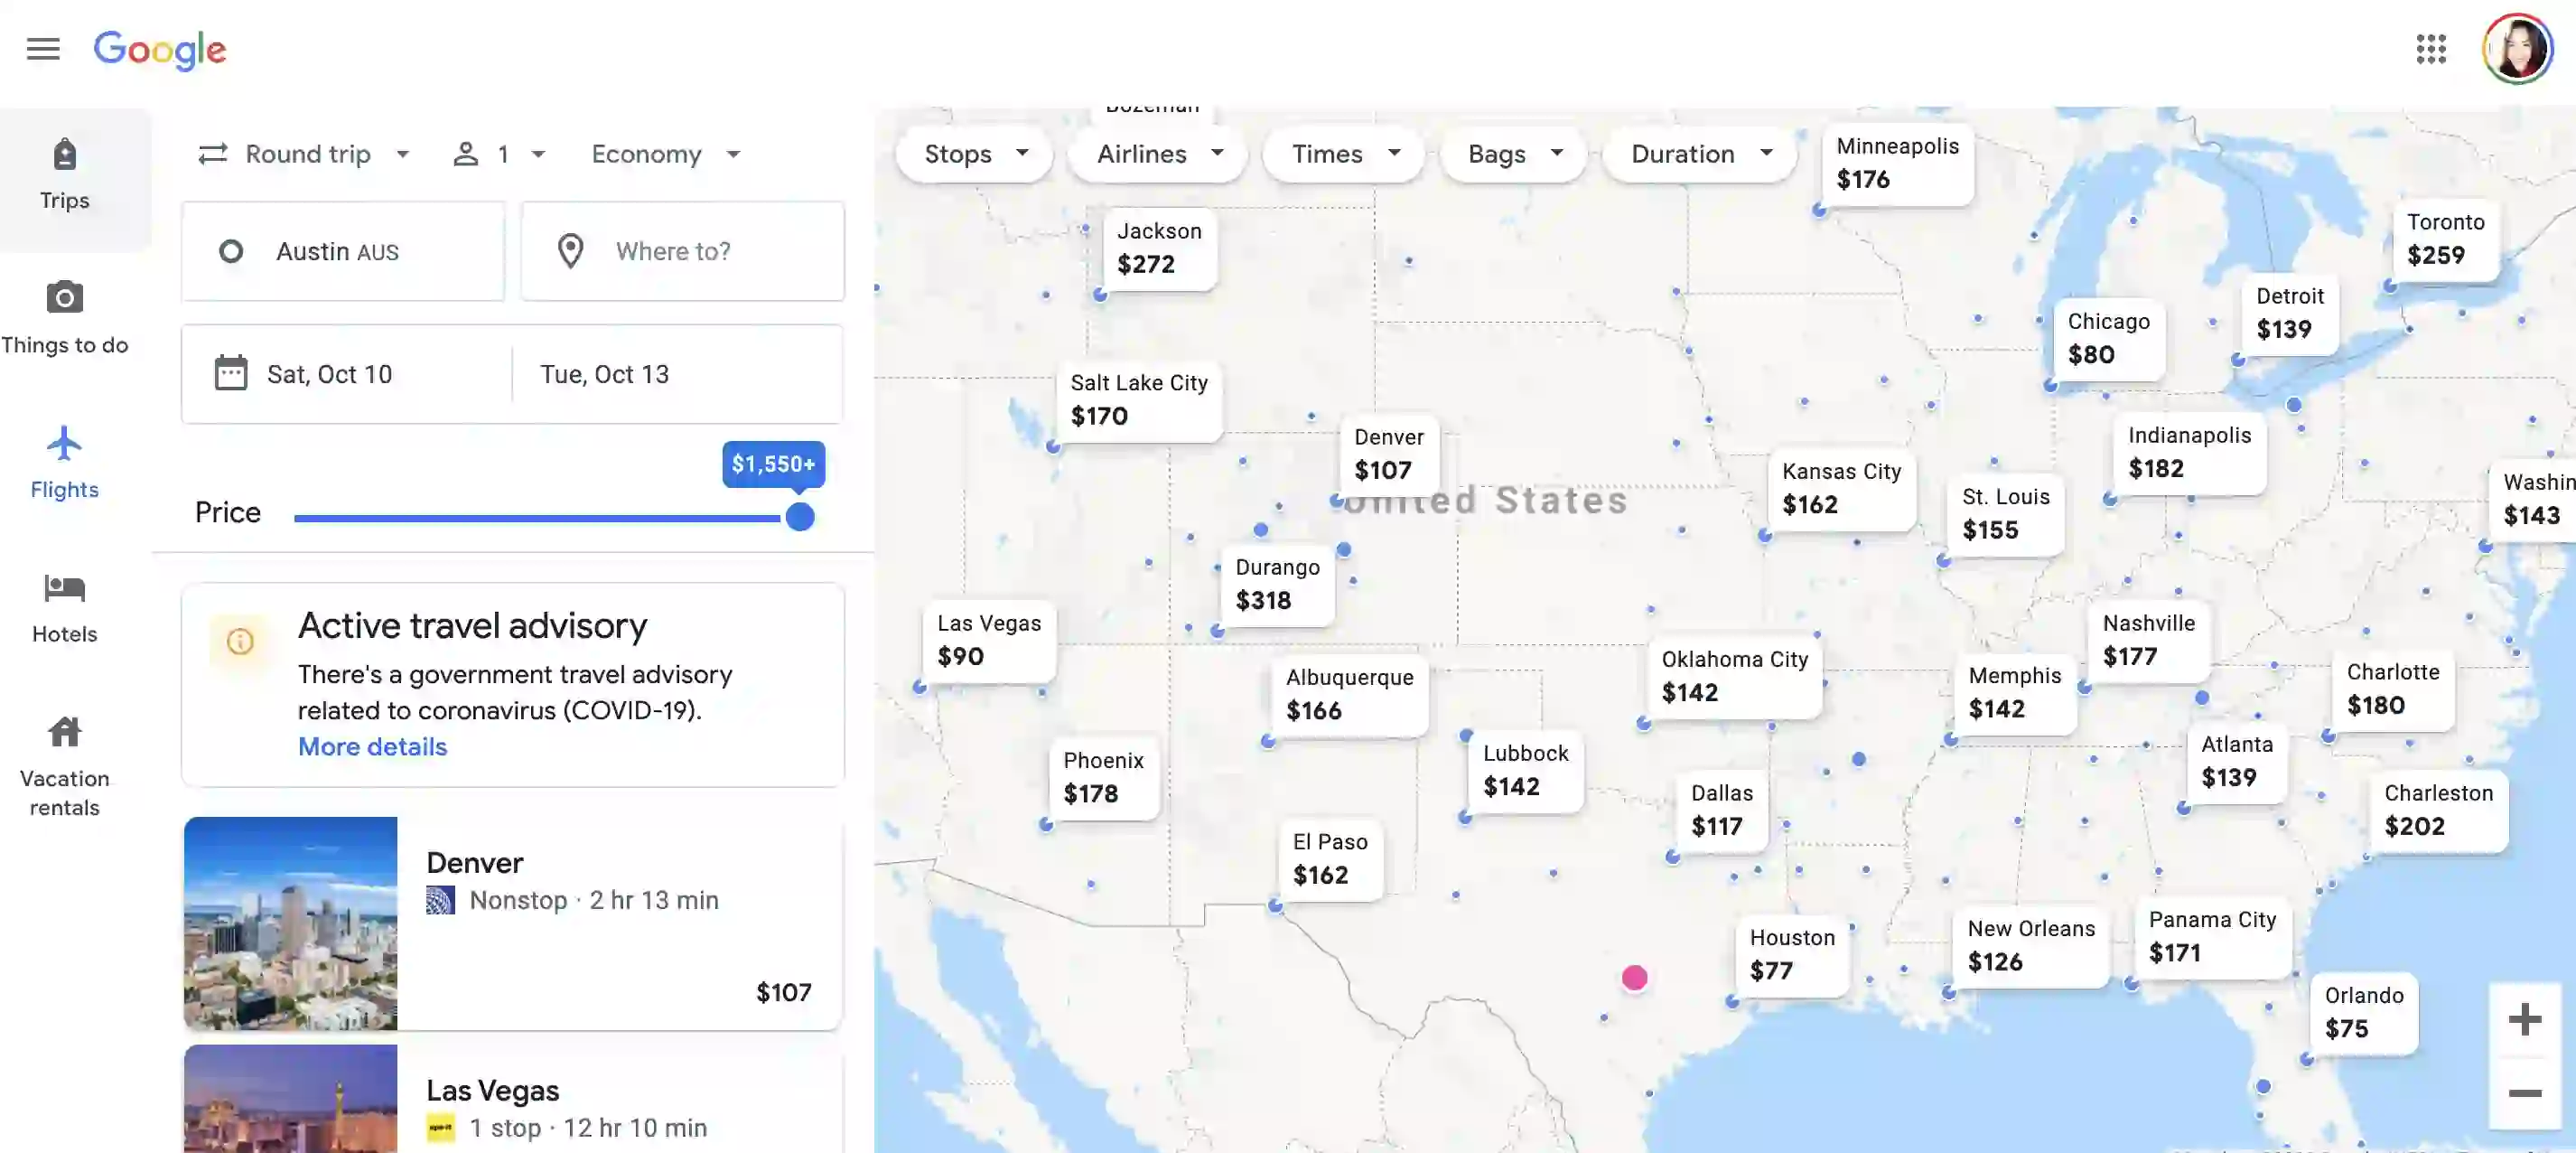 Google
Trips
Things to do
Flights
Hotels
Vacation
rentals
Round trip
1
Economy
Austin AUS
Where to?
Sat, Oct 10
Tue, Oct 13
$1,550+
Price
Active travel advisory
There's a government travel advisory
related to coronavirus (COVID-19).
More details
Denver
Nonstop · 2 hr 13 min
$107
Las Vegas
1 stop · 12 hr 10 min
Bozeman
Stops
Airlines
Times
Bags
Duration
Minneapolis
$176
Jackson
$272
Toronto
$259
Detroit
$139
Chicago
$80
Salt Lake City
$170
Denver
$107
United States
Indianapolis
$182
Kansas City
$162
St. Louis
$155
Washin
$143
Durango
$318
Las Vegas
$90
Nashville
$177
Oklahoma City
$142
Albuquerque
$166
Memphis
$142
Charlotte
$180
Phoenix
$178
Lubbock
$142
Atlanta
$139
Dallas
$117
Charleston
$202
El Paso
$162
Houston
$77
New Orleans
$126
Panama City
$171
Orlando
$75